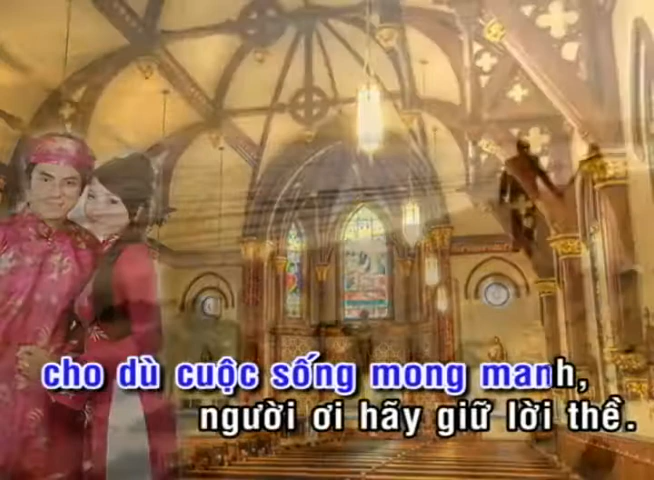 cho dù cuộc sống mong manh,
người ơi hãy giữ lời thề.